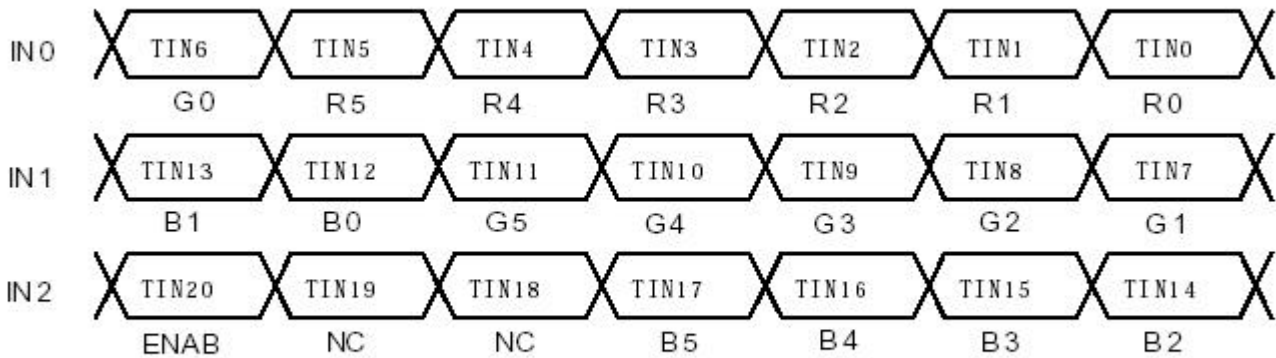 IN0 TIN6 TIN5 TIN4 TIN3 TIN2 TIN1 TIN0
G0 R5 R4 R3 R2 R1 R0
IN1 TIN13 TIN12 TIN11 TIN10 TIN9 TIN8 TIN7
B1 B0 G5 G4 G3 G2 G1
IN2 TIN20 TIN19 TIN18 TIN17 TIN16 TIN15 TIN14
ENAB NC NC B5 B4 B3 B2